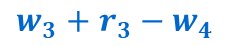 w₃ + r₃ − w₄